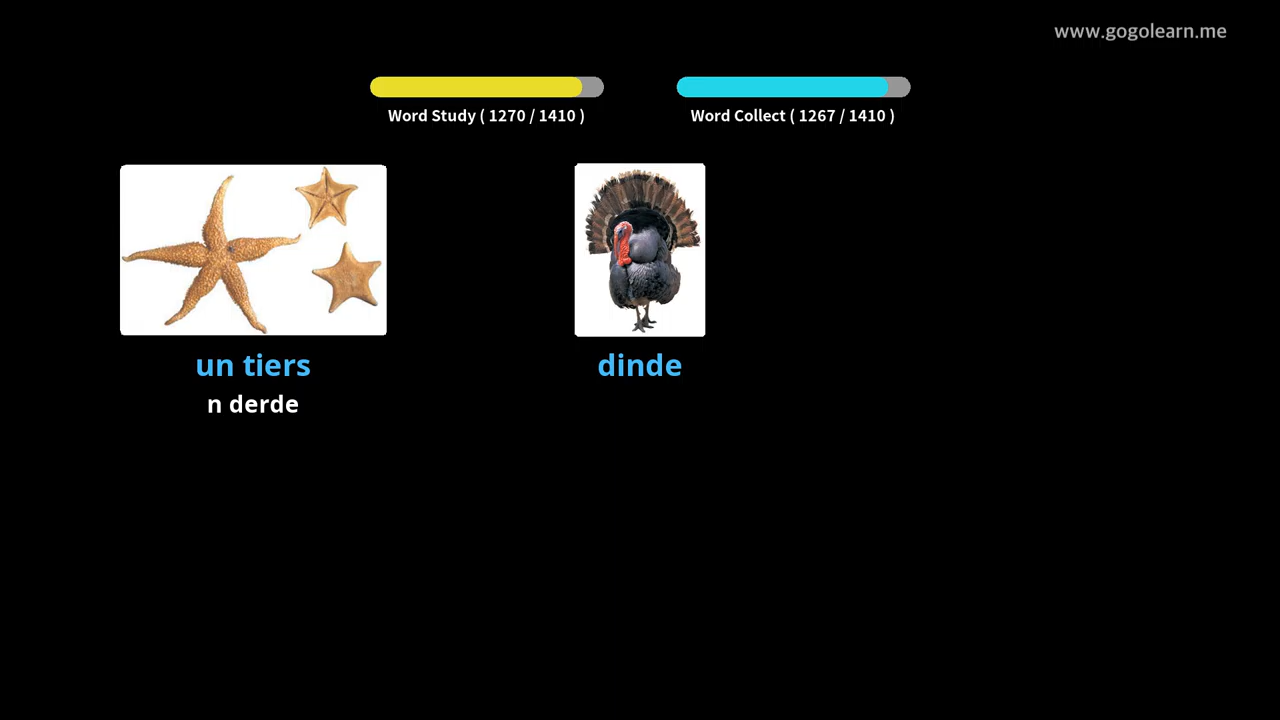 www.gogolearn.me
Word Study ( 1270 / 1410 )
Word Collect ( 1267 / 1410 )
un tiers
n derde
dinde